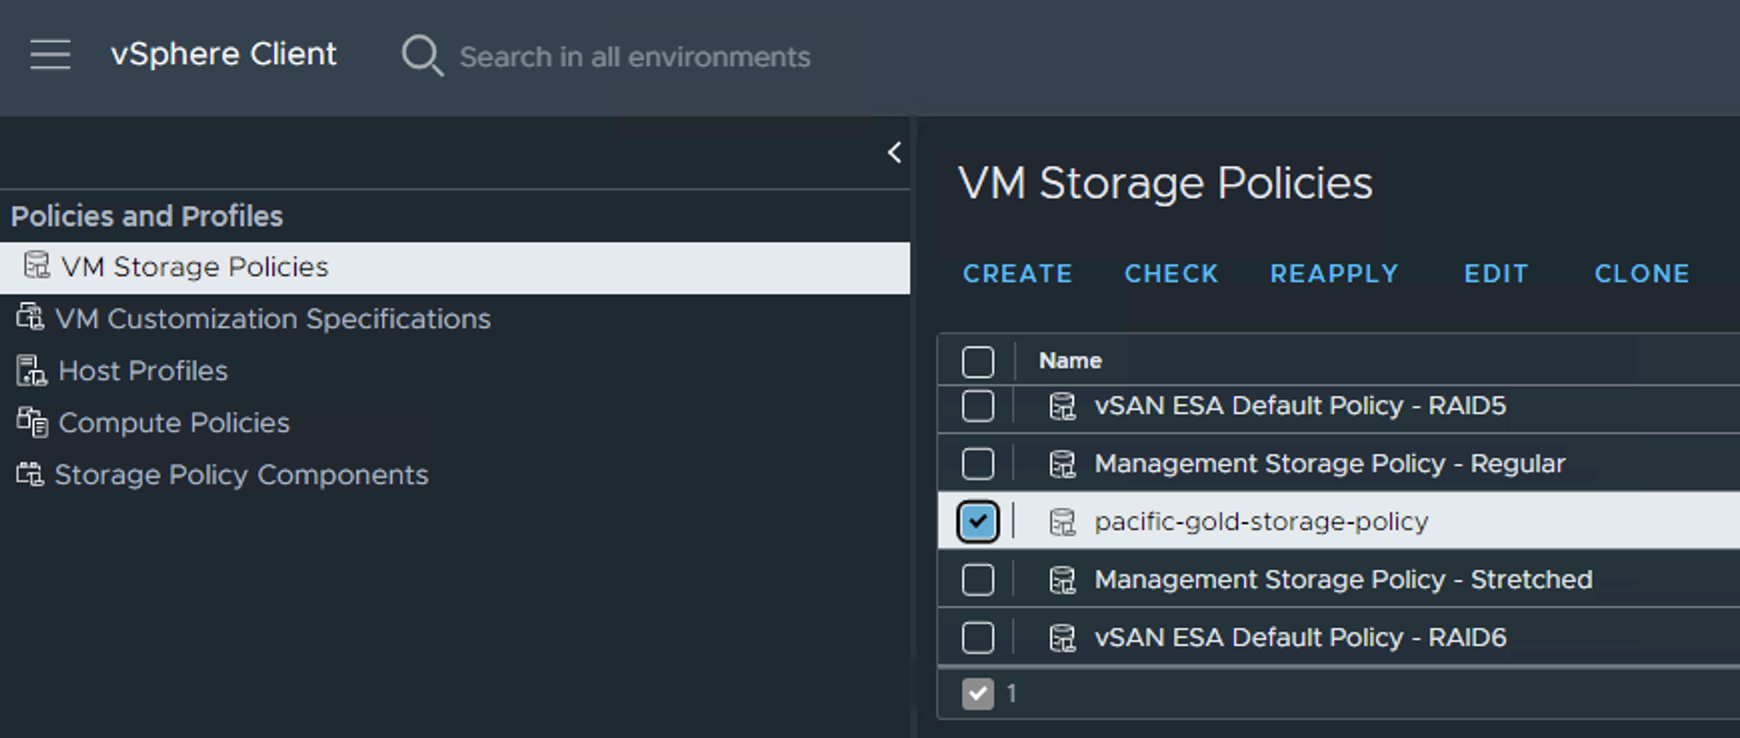 vSphere Client
Search in all environments
Policies and Profiles
VM Storage Policies
VM Customization Specifications
Host Profiles
Compute Policies
Storage Policy Components
VM Storage Policies
CREATE CHECK REAPPLY EDIT CLONE
Name
vSAN ESA Default Policy - RAID5
Management Storage Policy - Regular
pacific-gold-storage-policy
Management Storage Policy - Stretched
vSAN ESA Default Policy - RAID6
1